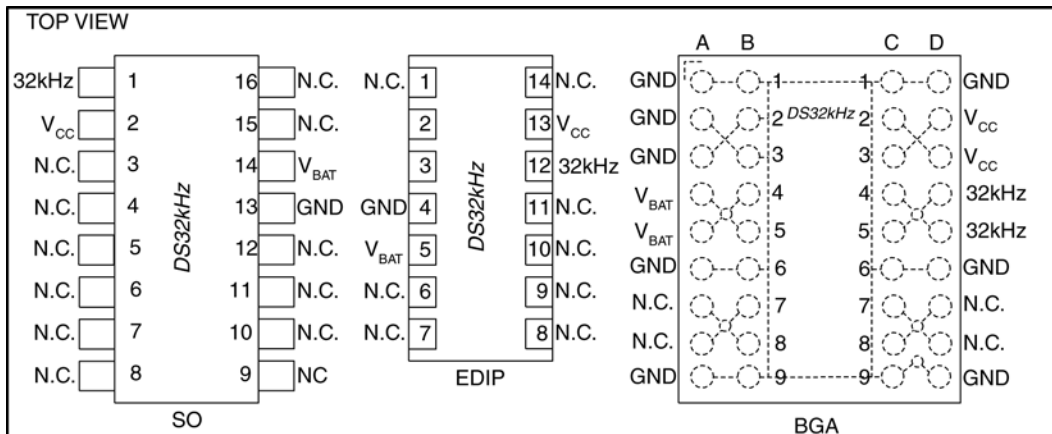 TOP VIEW
32kHz 1 16 N.C.
VCC 2 15 N.C.
N.C. 3 14 VBAT
N.C. 4 13 GND
N.C. 5 12 N.C.
N.C. 6 11 N.C.
N.C. 7 10 N.C.
N.C. 8 9 NC
DS32kHz
SO
N.C. 1 14 N.C.
2 13 VCC
3 12 32kHz
GND 4 11 N.C.
VBAT 5 10 N.C.
N.C. 6 9 N.C.
N.C. 7 8 N.C.
DS32kHz
EDIP
A B C D
GND 1 1 GND
GND 2 DS32kHz 2 VCC
GND 3 3 VCC
VBAT 4 4 32kHz
VBAT 5 5 32kHz
GND 6 6 GND
N.C. 7 7 N.C.
N.C. 8 8 N.C.
GND 9 9 GND
BGA